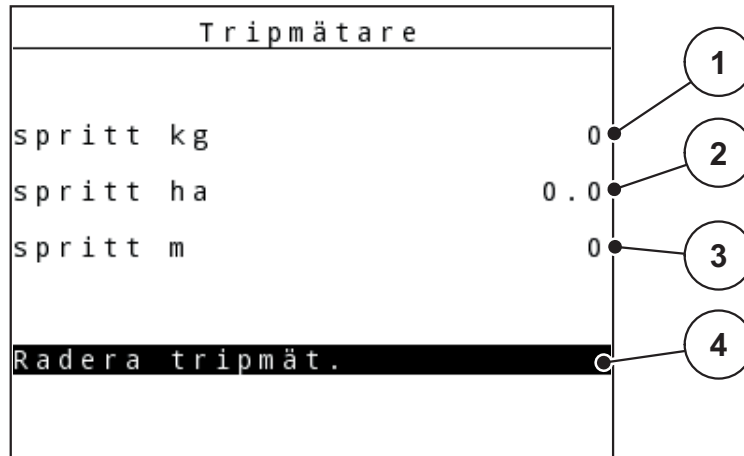 Tripmätare
spritt kg 0
1
spritt ha 0.0
2
spritt m 0
3
Radera tripmät.
4